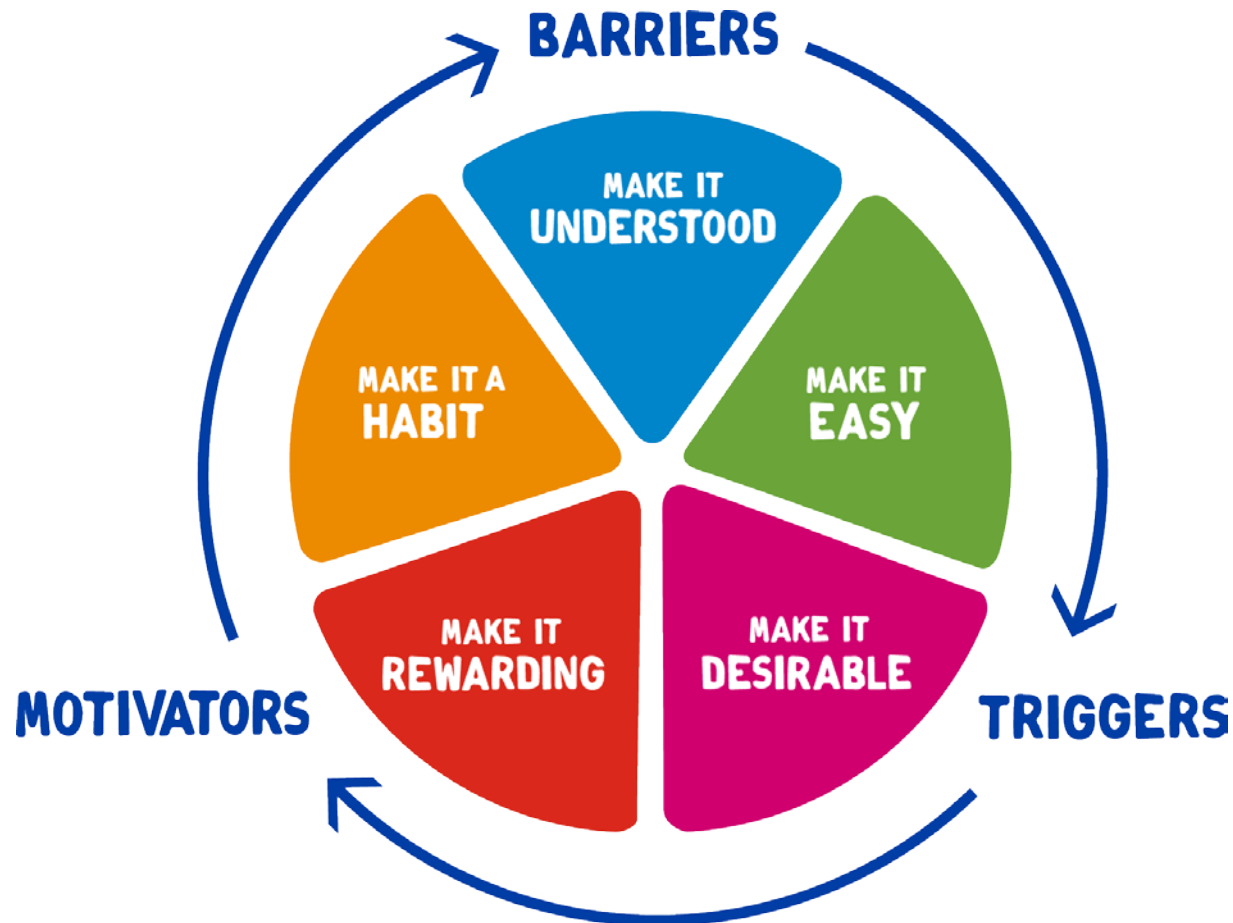 BARRIERS
MAKE IT
UNDERSTOOD
MAKE IT
EASY
MAKE IT
DESIRABLE
MAKE IT
REWARDING
MAKE IT A
HABIT
TRIGGERS
MOTIVATORS